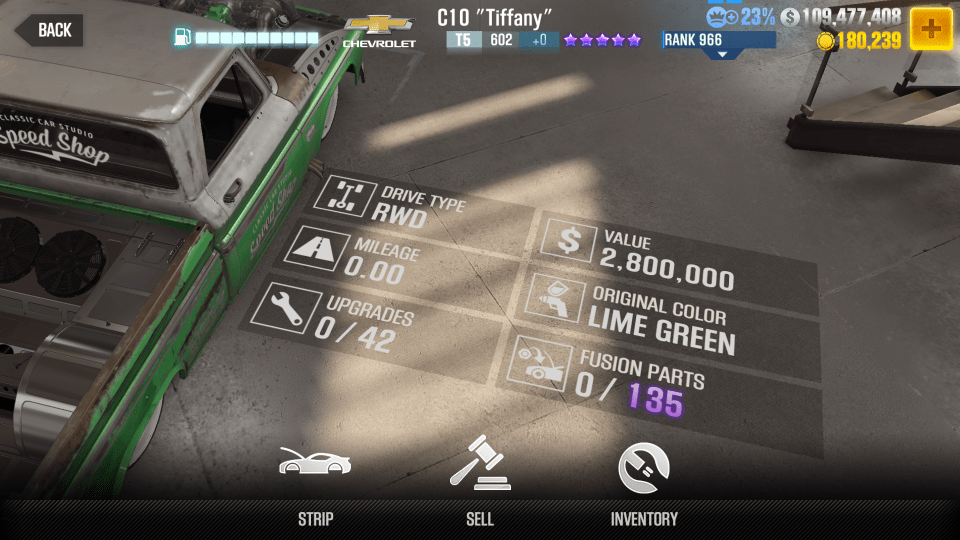 BACK
CHEVROLET
C10 "Tiffany"
T5 602 +0
RANK 966
23%
109,477,408
180,239
CLASSIC CAR STUDIO
Speed Shop
Speed Shop
DRIVE TYPE
RWD
MILEAGE
0.00
UPGRADES
0 / 42
VALUE
2,800,000
ORIGINAL COLOR
LIME GREEN
FUSION PARTS
0 / 135
STRIP
SELL
INVENTORY